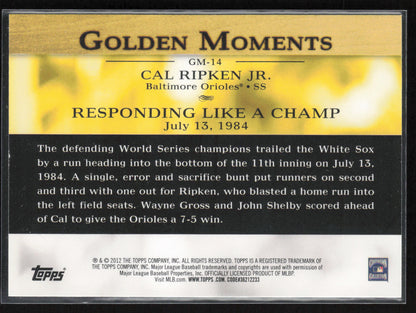 GOLDEN MOMENTS
GM-14
CAL RIPKEN JR.
Baltimore Orioles® • SS
RESPONDING LIKE A CHAMP
July 13, 1984
The defending World Series champions trailed the White Sox
by a run heading into the bottom of the 11th inning on July 13,
1984. A single, error and sacrifice bunt put runners on second
and third with one out for Ripken, who blasted a home run into
the left field seats. Wayne Gross and John Shelby scored ahead
of Cal to give the Orioles a 7-5 win.
® & © 2012 THE TOPPS COMPANY, INC. ALL RIGHTS RESERVED. TOPPS IS A REGISTERED TRADEMARK OF
THE TOPPS COMPANY, INC. Major League Baseball trademarks and copyrights are used with permission of
Major League Baseball Properties, Inc. OFFICIALLY LICENSED PRODUCT OF MLBP.
Visit MLB.com. WWW.TOPPS.COM. CODE#36212233
Topps